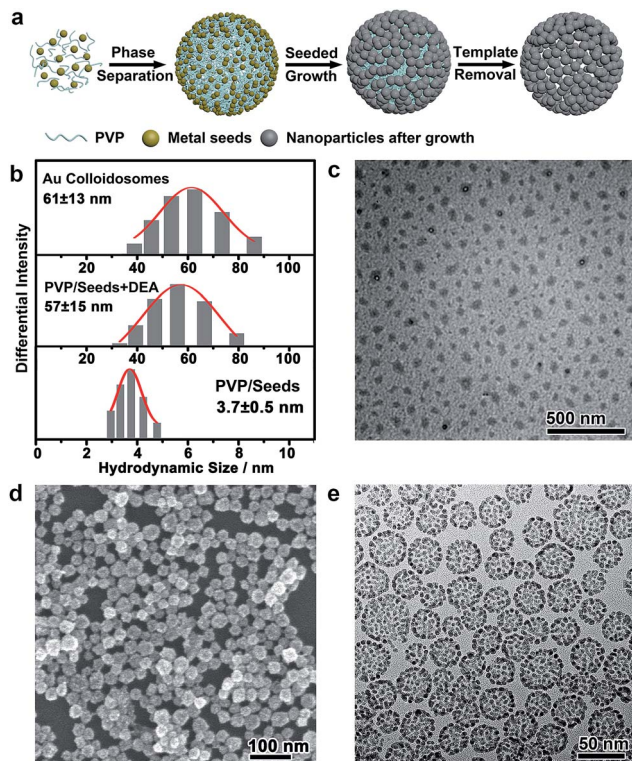 a
Phase Separation
Seeded Growth
Template Removal
PVP
Metal seeds
Nanoparticles after growth
b
Differential Intensity
Au Colloidosomes
61±13 nm
20 40 60 80 100
PVP/Seeds+DEA
57±15 nm
20 40 60 80 100
PVP/Seeds
3.7±0.5 nm
0 2 4 6 8 10
Hydrodynamic Size / nm
c
500 nm
d
100 nm
e
50 nm